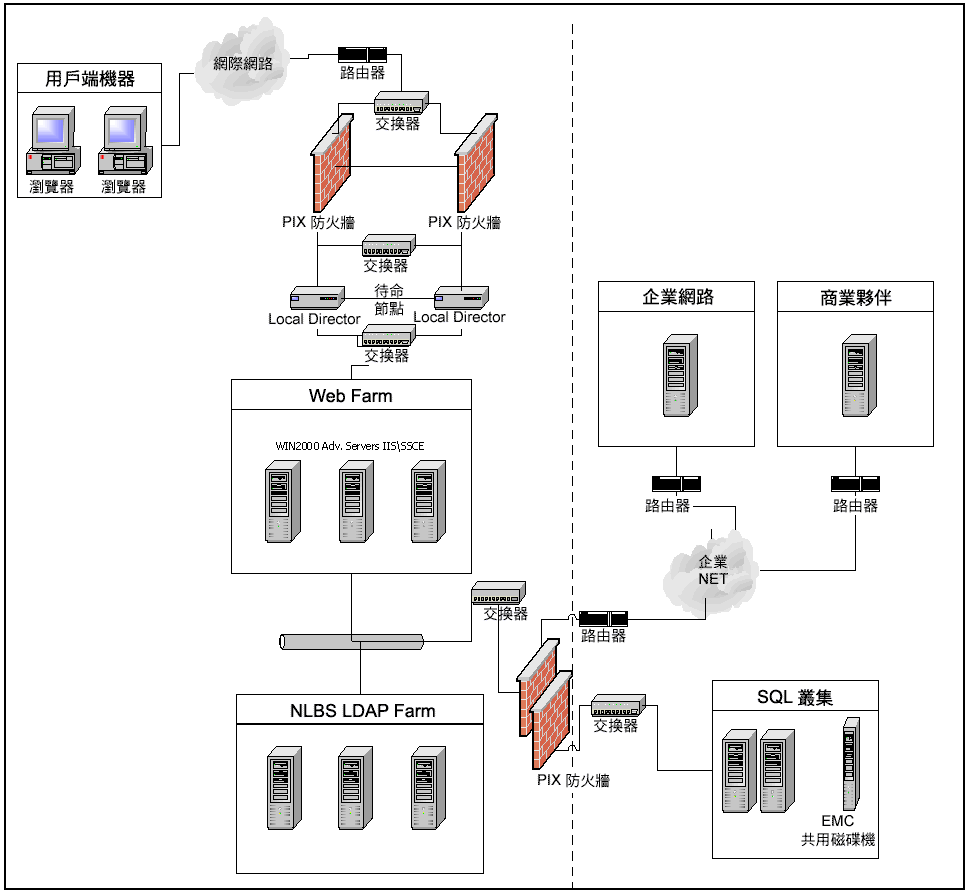 網際網路
路由器
用戶端機器
瀏覽器
瀏覽器
交換器
PIX 防火牆
PIX 防火牆
交換器
待命
節點
Local Director
Local Director
交換器
Web Farm
WIN2000 Adv. Servers IIS\SSCE
企業網路
商業夥伴
路由器
路由器
企業
NET
交換器
路由器
NLBS LDAP Farm
交換器
PIX 防火牆
SQL 叢集
EMC
共用磁碟機